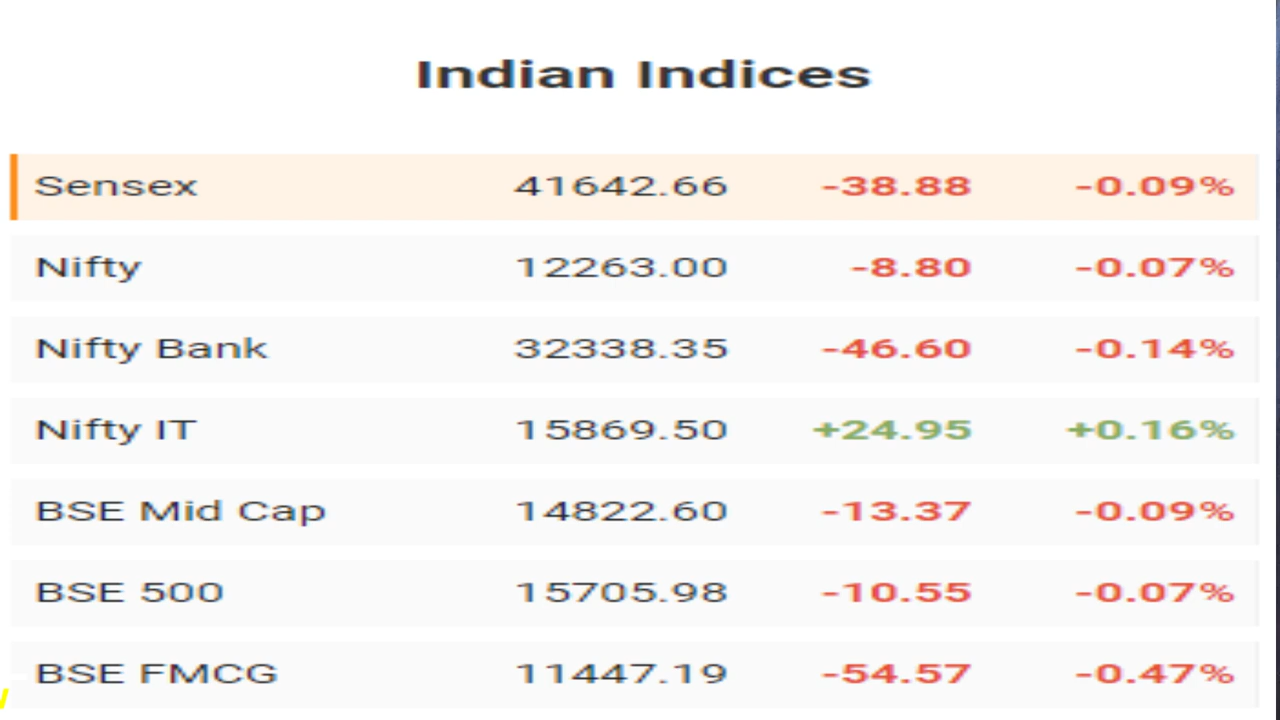 Indian Indices
Sensex 41642.66 -38.88 -0.09%
Nifty 12263.00 -8.80 -0.07%
Nifty Bank 32338.35 -46.60 -0.14%
Nifty IT 15869.50 +24.95 +0.16%
BSE Mid Cap 14822.60 -13.37 -0.09%
BSE 500 15705.98 -10.55 -0.07%
BSE FMCG 11447.19 -54.57 -0.47%